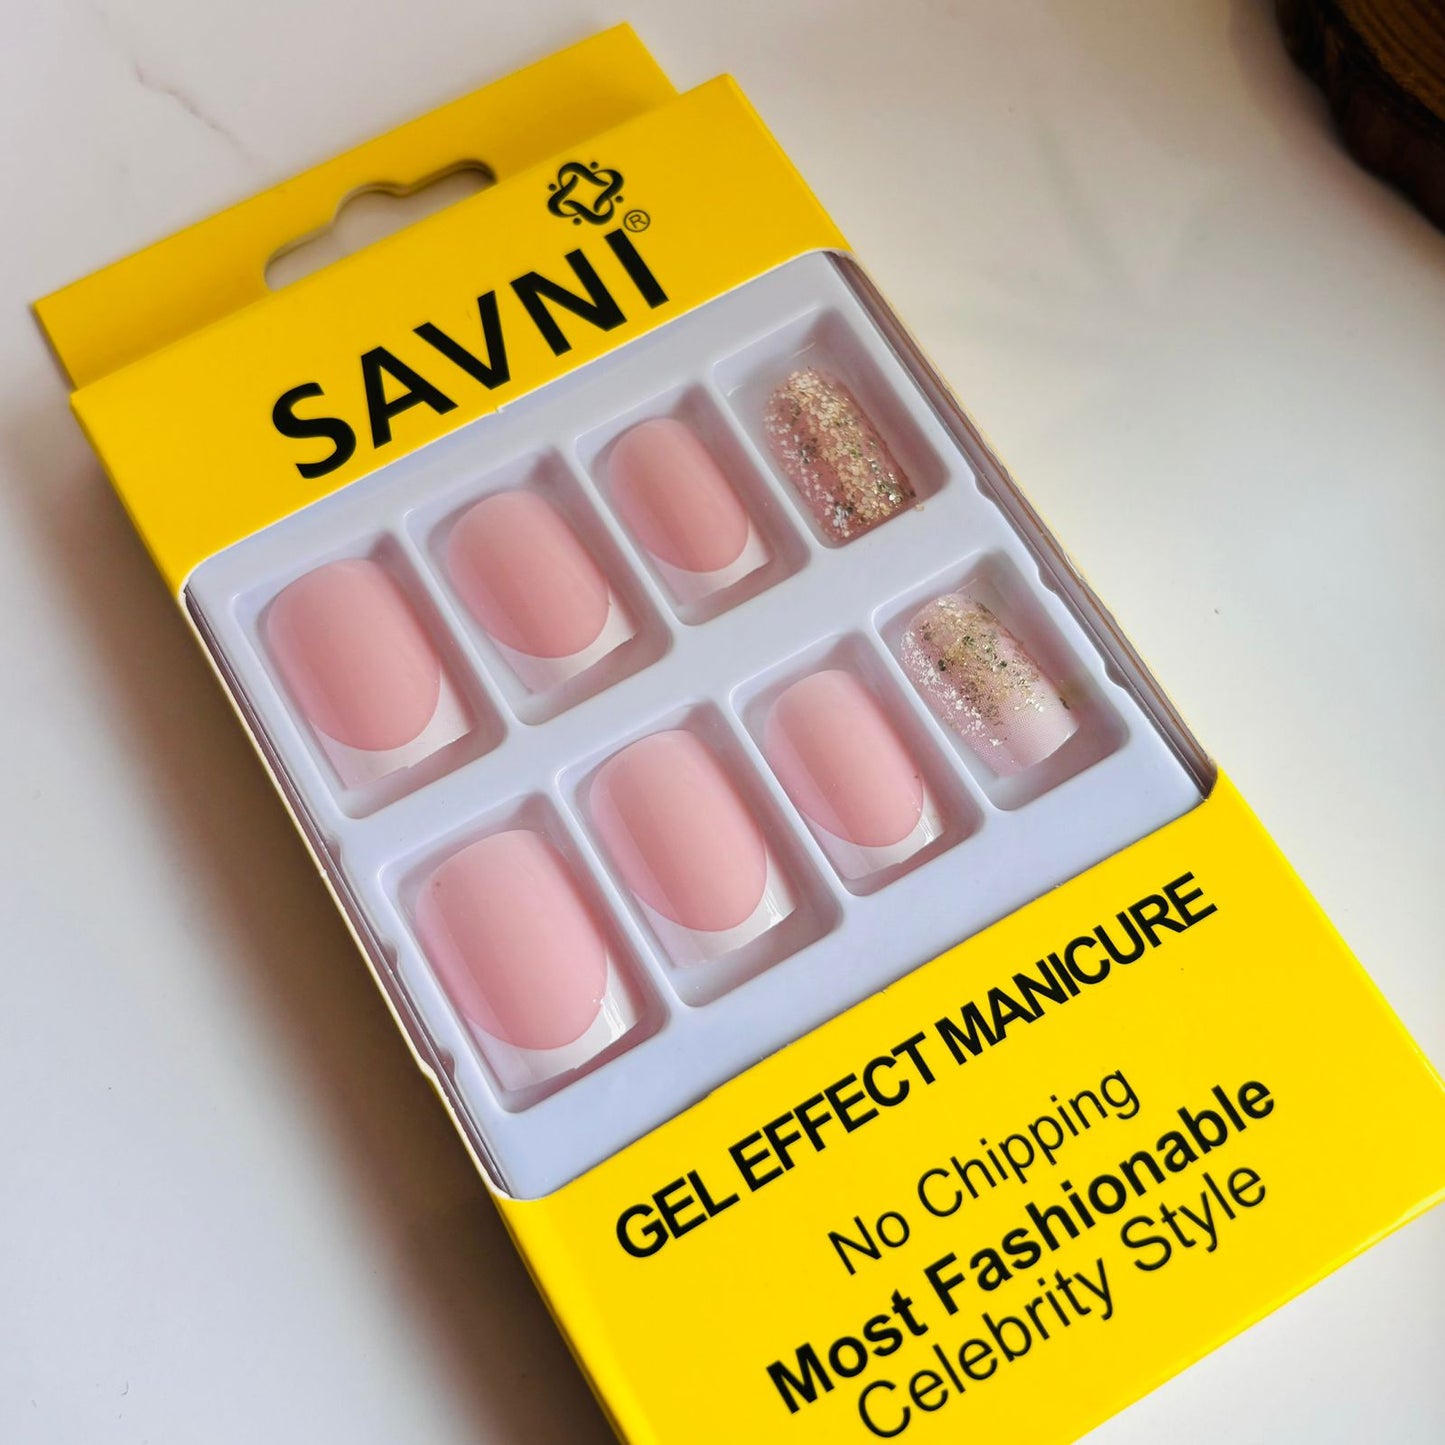 SAVNI®
GEL EFFECT MANICURE
No Chipping
Most Fashionable
Celebrity Style